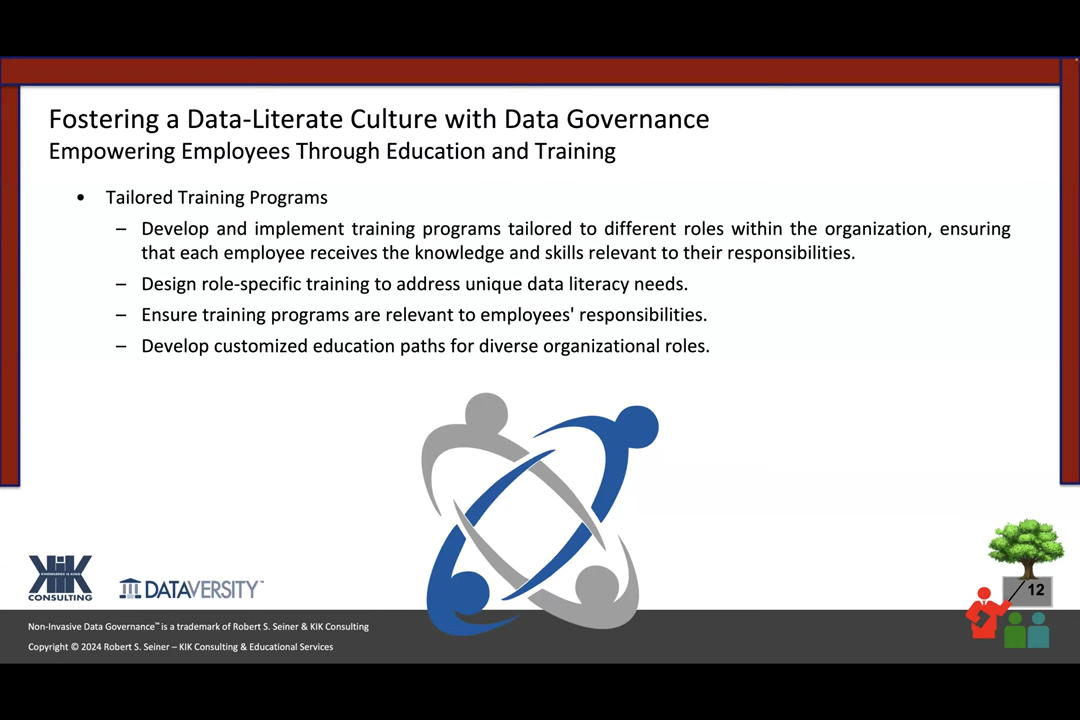 Fostering a Data-Literate Culture with Data Governance
Empowering Employees Through Education and Training
• Tailored Training Programs
– Develop and implement training programs tailored to different roles within the organization, ensuring
that each employee receives the knowledge and skills relevant to their responsibilities.
– Design role-specific training to address unique data literacy needs.
– Ensure training programs are relevant to employees' responsibilities.
– Develop customized education paths for diverse organizational roles.
KIK
KNOWLEDGE IS KING
CONSULTING
DATAVERSITY™
12
Non-Invasive Data Governance™ is a trademark of Robert S. Seiner & KIK Consulting
Copyright © 2024 Robert S. Seiner – KIK Consulting & Educational Services